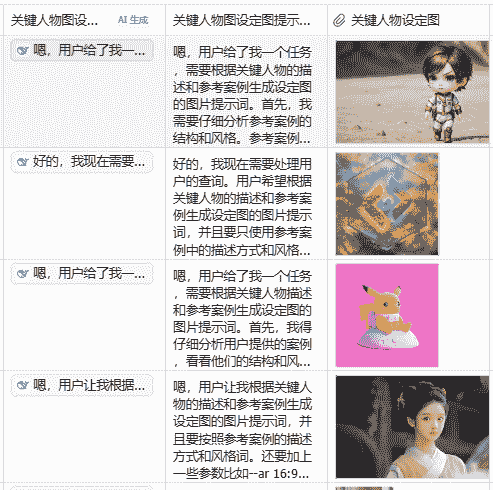 关键人物图设… AI 生成
关键人物图设定图提示…
关键人物设定图
嗯，用户给了我一…
嗯，用户给了我一个任务
，需要根据关键人物的描
述和参考案例生成设定图
的图片提示词。首先，我
需要仔细分析参考案例的
结构和风格。参考案例…
好的，我现在需要…
好的，我现在需要处理用
户的查询。用户希望根据
关键人物的描述和参考案
例生成设定图的图片提示
词，并且要只使用参考案
例中的描述方式和风格…
嗯，用户给了我一…
嗯，用户给了我一个任务
，需要根据关键人物描述
和参考案例生成设定图的
图片提示词。首先，我得
仔细分析用户提供的案例
，看看他们的结构和风…
嗯，用户让我根据…
嗯，用户让我根据关键人
物的描述和参考案例生成
设定图的图片提示词，并
且要按照参考案例的描述
方式和风格词。还要加上
一些参数比如--ar 16:9…